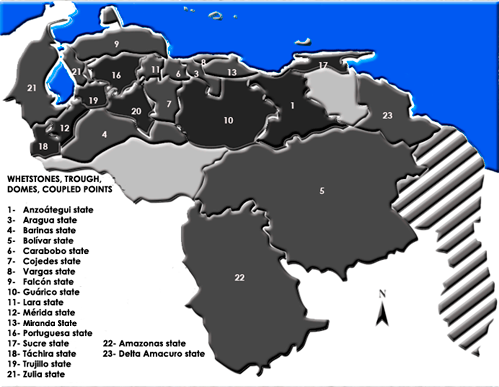 9
8
17
21
16
11
6
3
13
21
19
20
7
10
1
23
12
4
18
5
22
N
WHETSTONES, TROUGH,
DOMES, COUPLED POINTS
1- Anzoátegui state
3- Aragua state
4- Barinas state
5- Bolívar state
6- Carabobo state
7- Cojedes state
8- Vargas state
9- Falcón state
10- Guárico state
11- Lara state
12- Mérida state
13- Miranda State
16- Portuguesa state
17- Sucre state
18- Táchira state
19- Trujillo state
21- Zulia state
22- Amazonas state
23- Delta Amacuro state